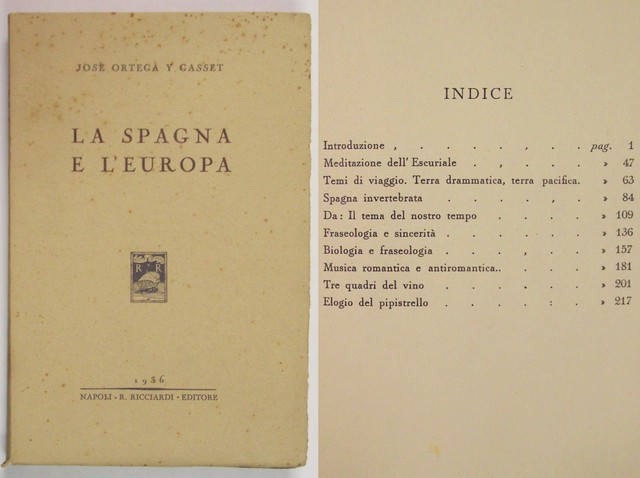 JOSÉ ORTEGA Y GASSET
LA SPAGNA
E L'EUROPA
R R
1936
NAPOLI - R. RICCIARDI - EDITORE
INDICE
Introduzione , . . . . , . . pag. 1
Meditazione dell' Escuriale . , . . . » 47
Temi di viaggio. Terra drammatica, terra pacifica. » 63
Spagna invertebrata . . . . , . » 84
Da: Il tema del nostro tempo . . . . » 109
Fraseologia e sincerità . . . . . . » 136
Biologia e fraseologia . . . , . . » 157
Musica romantica e antiromantica.. . . . » 181
Tre quadri del vino . . . . . . » 201
Elogio del pipistrello . . . . : . » 217